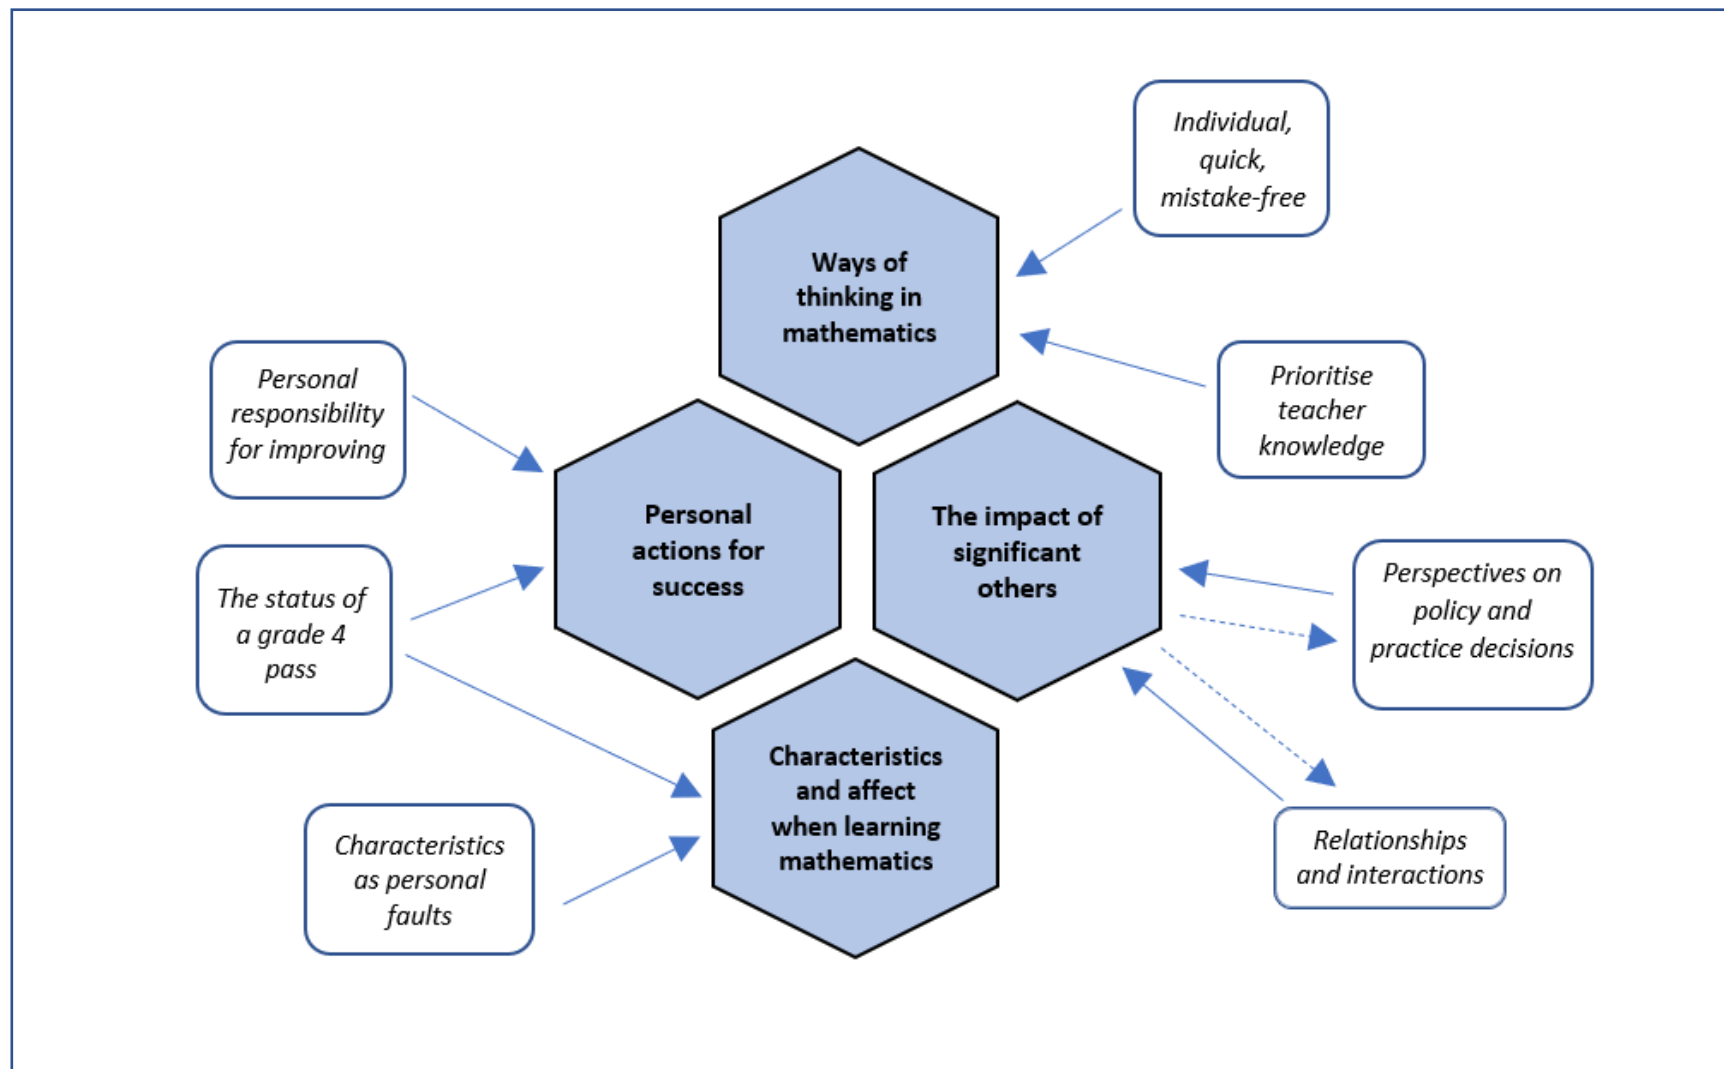 Individual,
quick,
mistake-free
Ways of
thinking in
mathematics
Prioritise
teacher
knowledge
Personal
responsibility
for improving
Personal
actions for
success
The impact of
significant
others
The status of
a grade 4
pass
Perspectives on
policy and
practice decisions
Characteristics
and affect
when learning
mathematics
Characteristics
as personal
faults
Relationships
and interactions